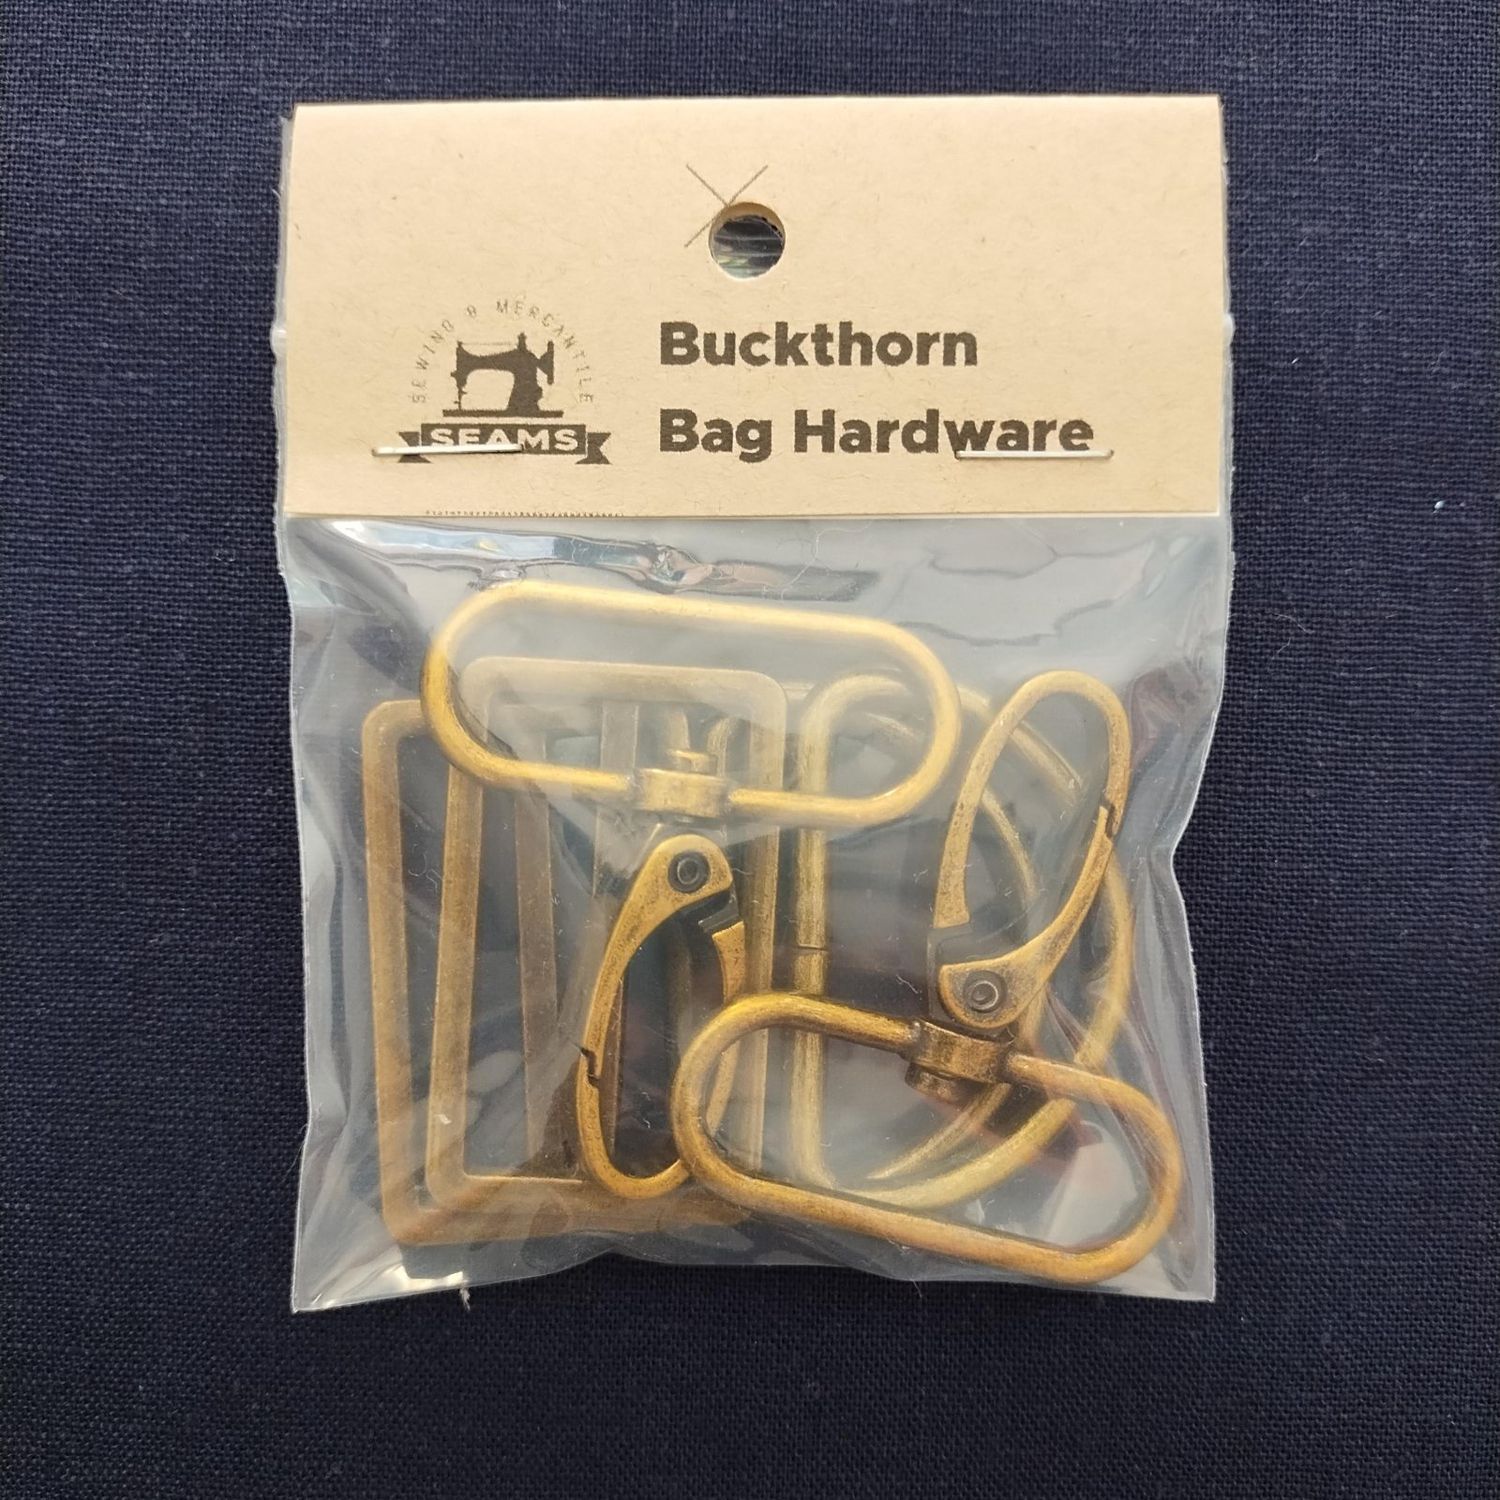 SEWING & MERCANTILE
SEAMS
Buckthorn
Bag Hardware